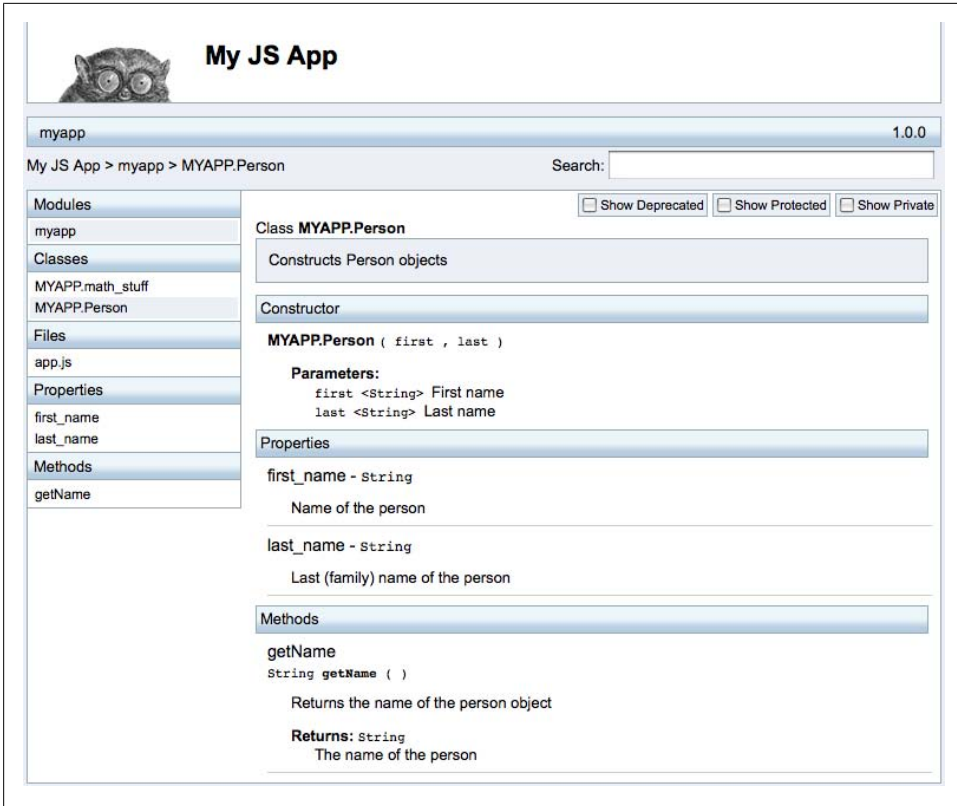 My JS App
myapp 1.0.0
My JS App > myapp > MYAPP.Person Search:
Modules
myapp
Classes
MYAPP.math_stuff
MYAPP.Person
Files
app.js
Properties
first_name
last_name
Methods
getName
Show Deprecated Show Protected Show Private
Class MYAPP.Person
Constructs Person objects
Constructor
MYAPP.Person ( first , last )
Parameters:
first <String> First name
last <String> Last name
Properties
first_name - String
Name of the person
last_name - String
Last (family) name of the person
Methods
getName
String getName ( )
Returns the name of the person object
Returns: String
The name of the person